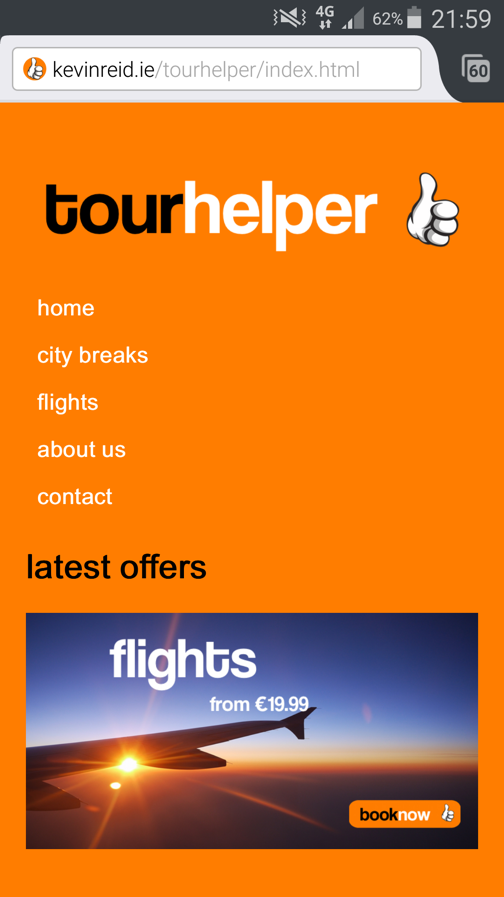 4G 62% 21:59
kevinreid.ie/tourhelper/index.html 60
tourhelper
home
city breaks
flights
about us
contact
latest offers
flights
from €19.99
booknow